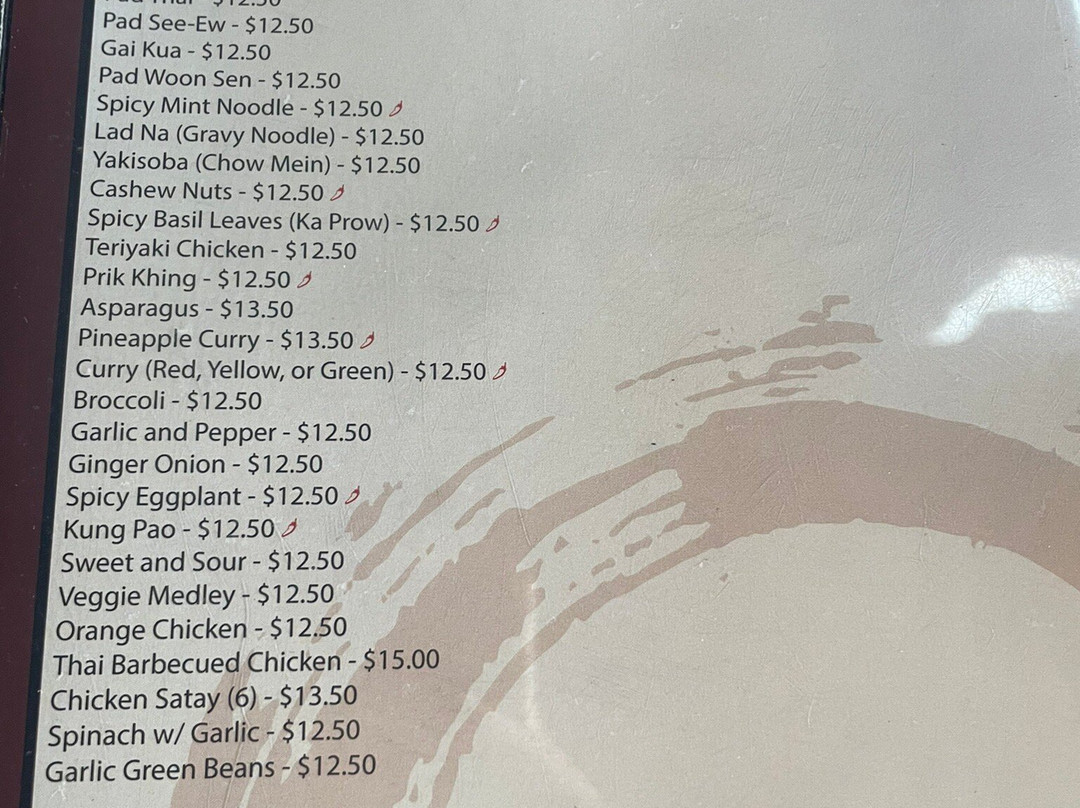 Pad See-Ew - $12.50
Gai Kua - $12.50
Pad Woon Sen - $12.50
Spicy Mint Noodle - $12.50
Lad Na (Gravy Noodle) - $12.50
Yakisoba (Chow Mein) - $12.50
Cashew Nuts - $12.50
Spicy Basil Leaves (Ka Prow) - $12.50
Teriyaki Chicken - $12.50
Prik Khing - $12.50
Asparagus - $13.50
Pineapple Curry - $13.50
Curry (Red, Yellow, or Green) - $12.50
Broccoli - $12.50
Garlic and Pepper - $12.50
Ginger Onion - $12.50
Spicy Eggplant - $12.50
Kung Pao - $12.50
Sweet and Sour - $12.50
Veggie Medley - $12.50
Orange Chicken - $12.50
Thai Barbecued Chicken - $15.00
Chicken Satay (6) - $13.50
Spinach w/ Garlic - $12.50
Garlic Green Beans - $12.50